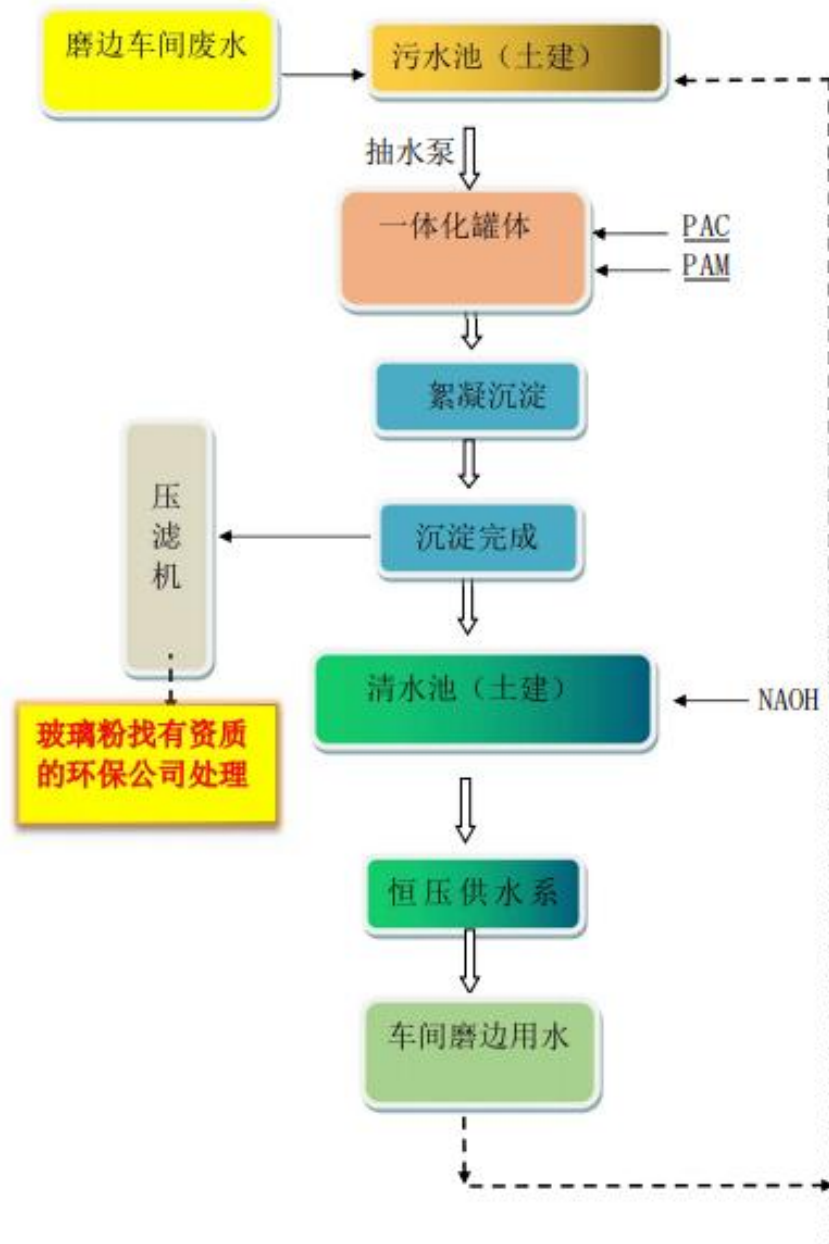 磨边车间废水
污水池（土建）
抽水泵
一体化罐体
PAC
PAM
絮凝沉淀
压
滤
机
沉淀完成
清水池（土建）
NAOH
玻璃粉找有资质
的环保公司处理
恒压供水系
车间磨边用水